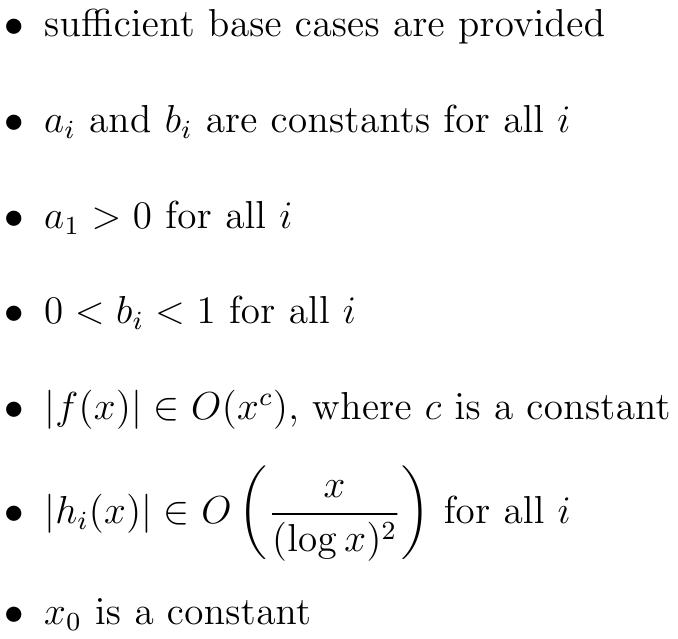 • sufficient base cases are provided
• a_i and b_i are constants for all i
• a_1 > 0 for all i
• 0 < b_i < 1 for all i
• |f(x)| ∈ O(x^c), where c is a constant
• |h_i(x)| ∈ O(x/(log x)^2) for all i
• x_0 is a constant